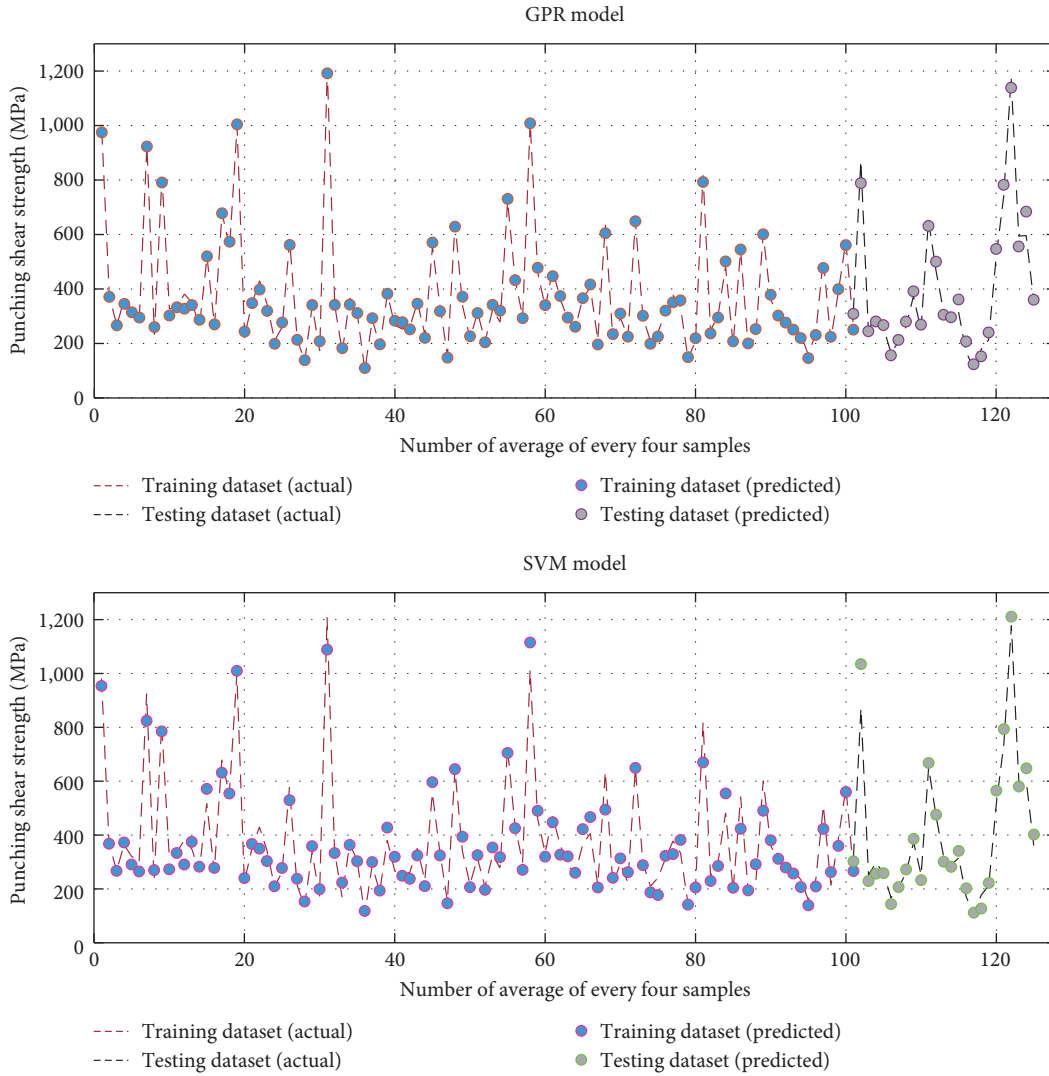 GPR model
1,200
1,000
800
600
400
200
0
Punching shear strength (MPa)
0 20 40 60 80 100 120
Number of average of every four samples
Training dataset (actual)
Testing dataset (actual)
Training dataset (predicted)
Testing dataset (predicted)
SVM model
1,200
1,000
800
600
400
200
0
Punching shear strength (MPa)
0 20 40 60 80 100 120
Number of average of every four samples
Training dataset (actual)
Testing dataset (actual)
Training dataset (predicted)
Testing dataset (predicted)